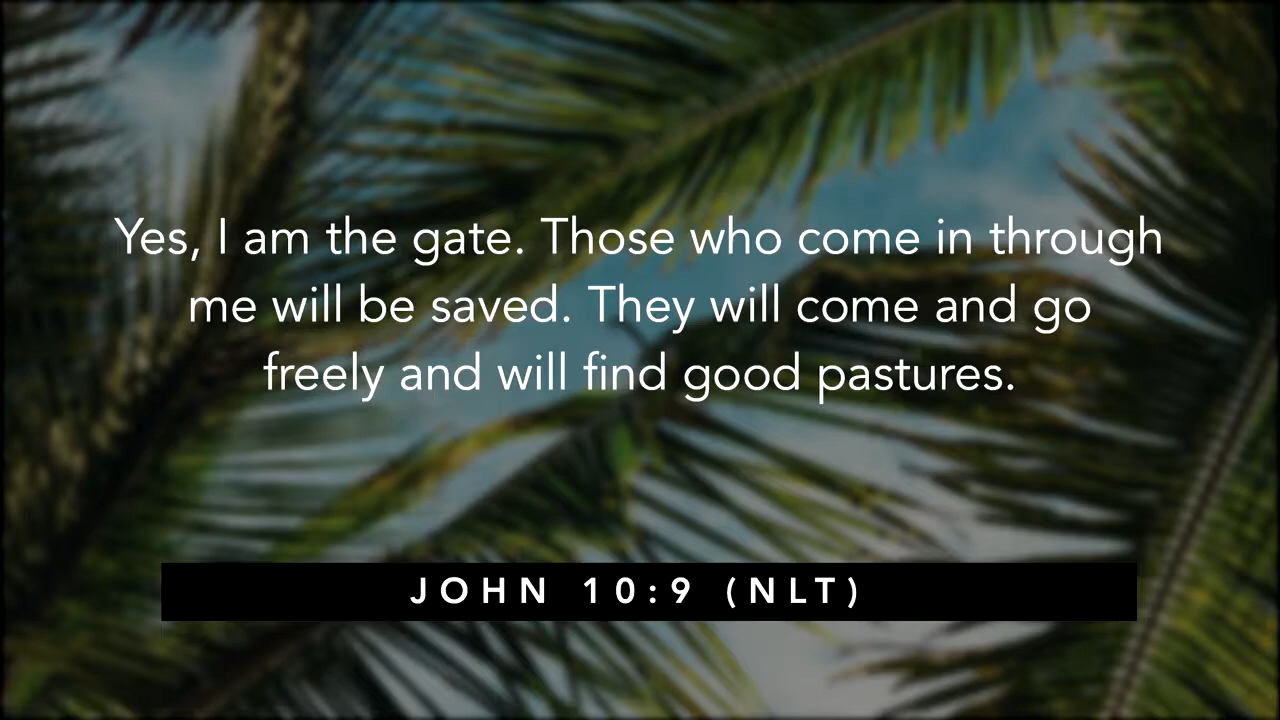 Yes, I am the gate. Those who come in through
me will be saved. They will come and go
freely and will find good pastures.
JOHN 10:9 (NLT)